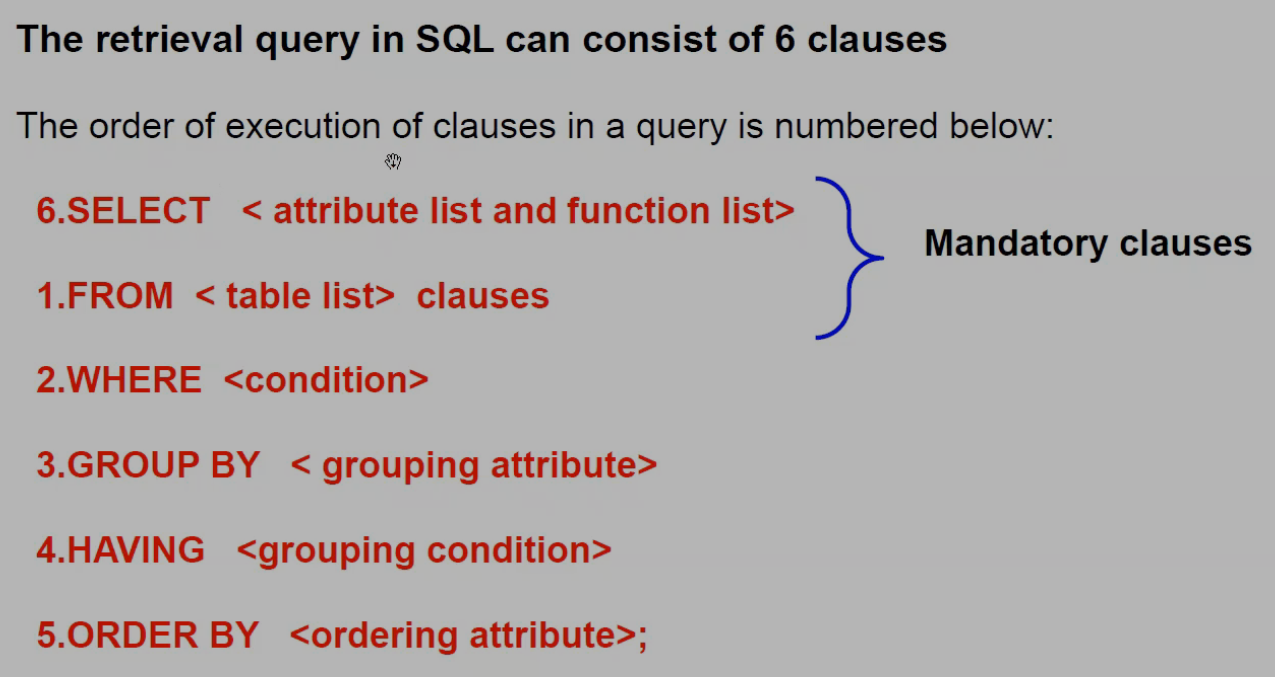 The retrieval query in SQL can consist of 6 clauses
The order of execution of clauses in a query is numbered below:
6.SELECT < attribute list and function list>
Mandatory clauses
1.FROM < table list> clauses
2.WHERE <condition>
3.GROUP BY < grouping attribute>
4.HAVING <grouping condition>
5.ORDER BY <ordering attribute>;